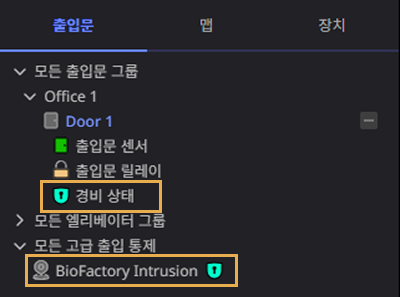 출입문 맵 장치
모든 출입문 그룹
Office 1
Door 1
출입문 센서
출입문 릴레이
경비 상태
모든 엘리베이터 그룹
모든 고급 출입 통제
BioFactory Intrusion